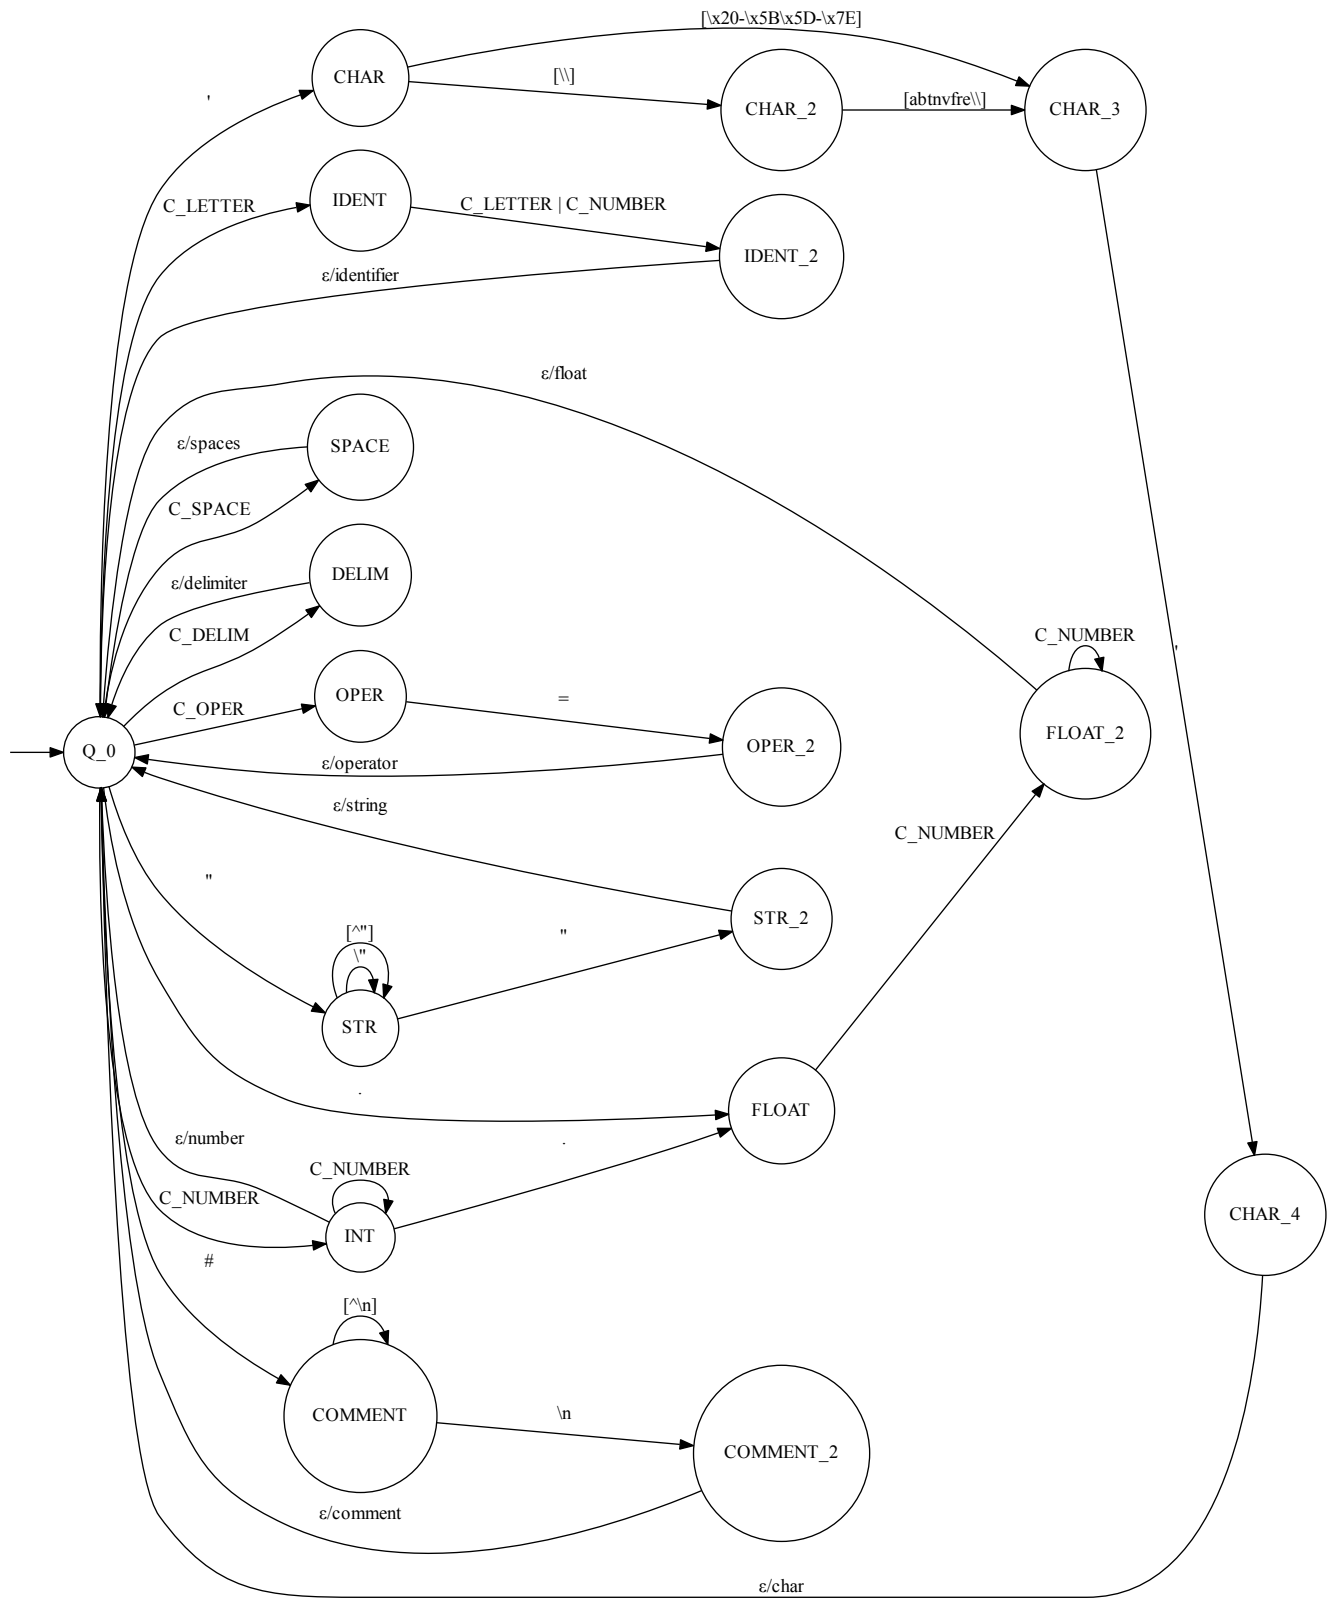 [\x20-\x5B\x5D-\x7E]
CHAR
[\\]
'
CHAR_2
[abtnvfre\\]
CHAR_3
C_LETTER
IDENT
C_LETTER | C_NUMBER
IDENT_2
ε/identifier
ε/float
ε/spaces
SPACE
C_SPACE
DELIM
ε/delimiter
C_DELIM
C_NUMBER
'
C_OPER
OPER
=
Q_0
OPER_2
FLOAT_2
ε/operator
ε/string
C_NUMBER
"
[^"]
\"
"
STR_2
STR
.
FLOAT
ε/number
.
C_NUMBER
C_NUMBER
INT
CHAR_4
#
[^\n]
COMMENT
\n
COMMENT_2
ε/comment
ε/char